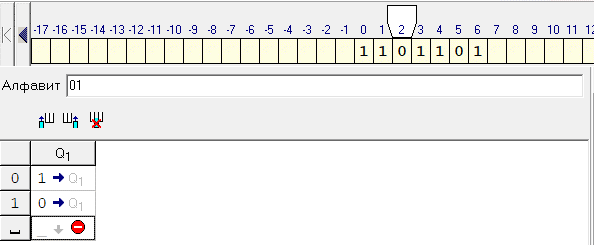 -17 -16 -15 -14 -13 -12 -11 -10 -9 -8 -7 -6 -5 -4 -3 -2 -1 0 1 2 3 4 5 6 7 8 9 10 11 12
1 1 0 1 1 0 1
Алфавит 01
Ш Ш Ш
Q1
0 1 → Q1
1 0 → Q1
_ ↓